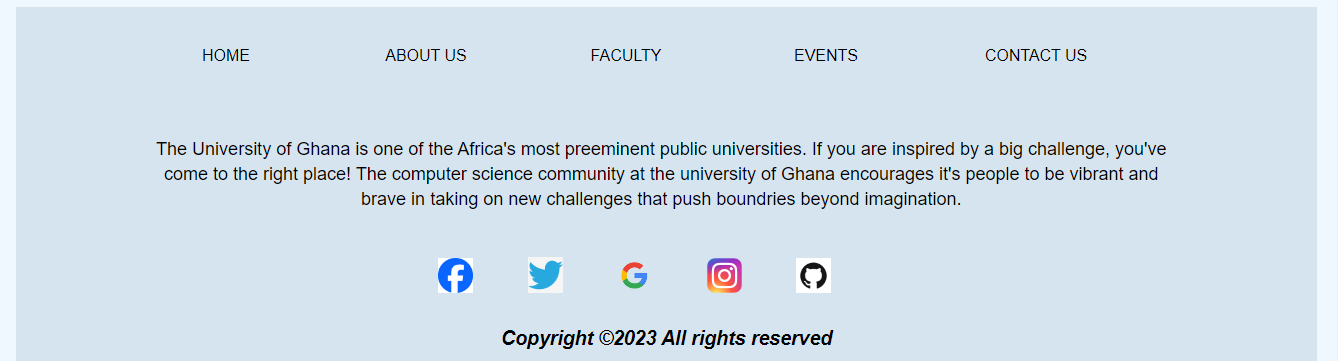 HOME ABOUT US FACULTY EVENTS CONTACT US
The University of Ghana is one of the Africa's most preeminent public universities. If you are inspired by a big challenge, you've
come to the right place! The computer science community at the university of Ghana encourages it's people to be vibrant and
brave in taking on new challenges that push boundries beyond imagination.
Copyright ©2023 All rights reserved